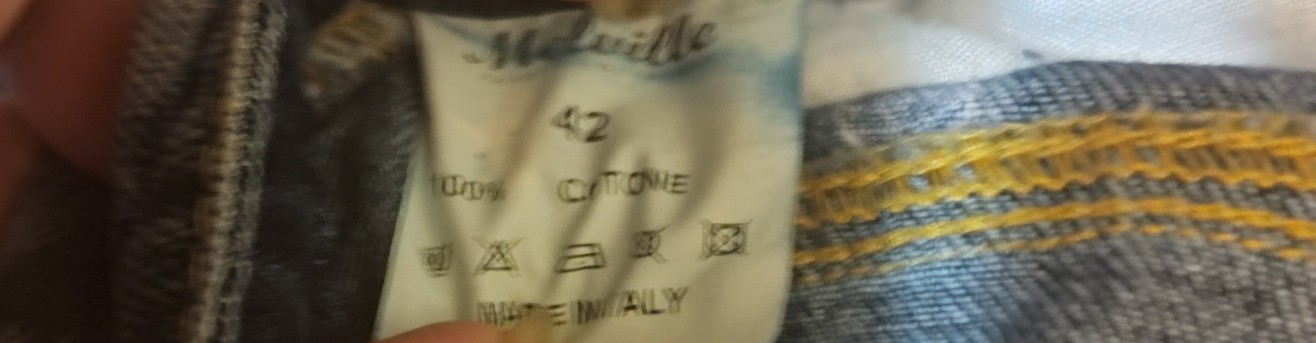 Melville
42
100% COTONE
MADE IN ITALY